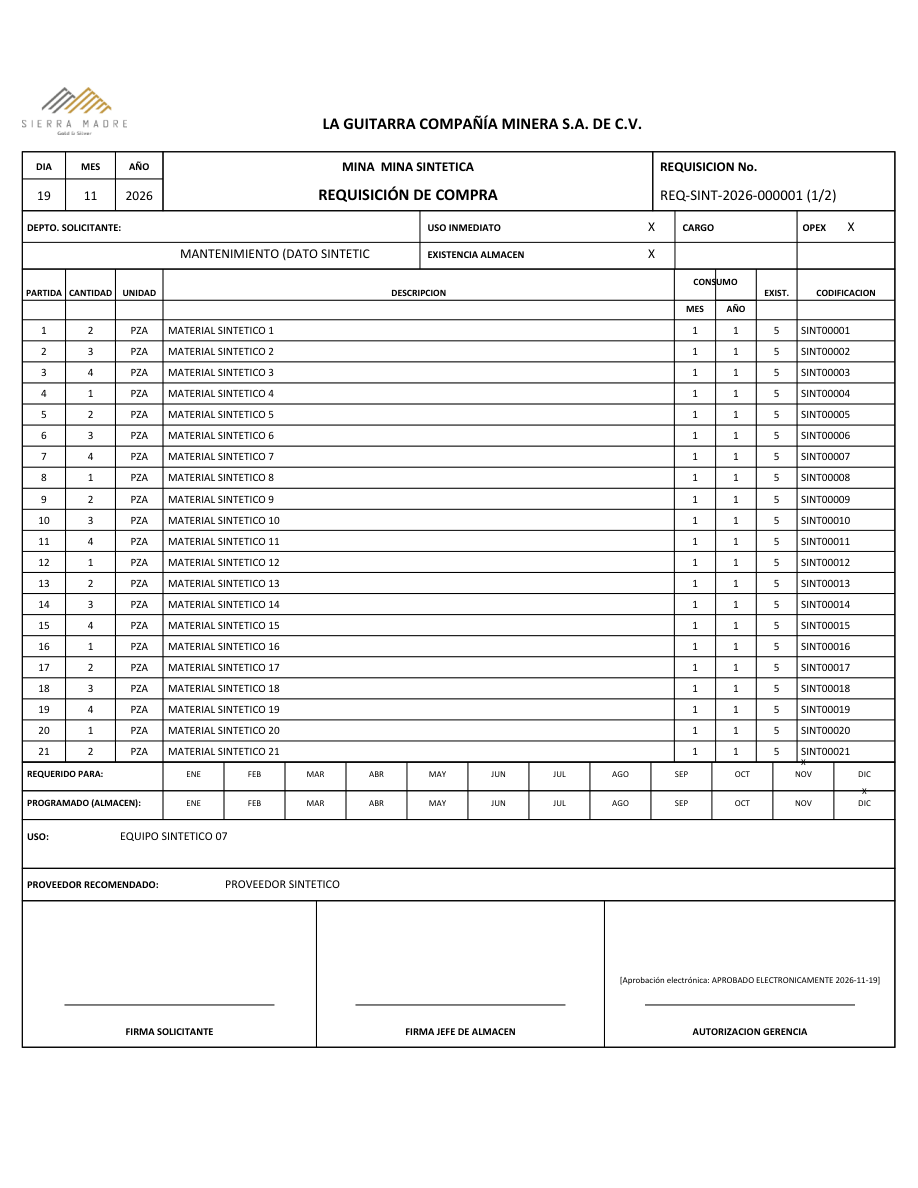 SIERRA MADRE
LA GUITARRA COMPAÑÍA MINERA S.A. DE C.V.
DIA MES AÑO MINA MINA SINTETICA REQUISICION No.
19 11 2026 REQUISICIÓN DE COMPRA REQ-SINT-2026-000001 (1/2)
DEPTO. SOLICITANTE: USO INMEDIATO X CARGO OPEX X
MANTENIMIENTO (DATO SINTETIC EXISTENCIA ALMACEN X
CONSUMO
PARTIDA CANTIDAD UNIDAD DESCRIPCION EXIST. CODIFICACION
MES AÑO
1 2 PZA MATERIAL SINTETICO 1 1 1 5 SINT00001
2 3 PZA MATERIAL SINTETICO 2 1 1 5 SINT00002
3 4 PZA MATERIAL SINTETICO 3 1 1 5 SINT00003
4 1 PZA MATERIAL SINTETICO 4 1 1 5 SINT00004
5 2 PZA MATERIAL SINTETICO 5 1 1 5 SINT00005
6 3 PZA MATERIAL SINTETICO 6 1 1 5 SINT00006
7 4 PZA MATERIAL SINTETICO 7 1 1 5 SINT00007
8 1 PZA MATERIAL SINTETICO 8 1 1 5 SINT00008
9 2 PZA MATERIAL SINTETICO 9 1 1 5 SINT00009
10 3 PZA MATERIAL SINTETICO 10 1 1 5 SINT00010
11 4 PZA MATERIAL SINTETICO 11 1 1 5 SINT00011
12 1 PZA MATERIAL SINTETICO 12 1 1 5 SINT00012
13 2 PZA MATERIAL SINTETICO 13 1 1 5 SINT00013
14 3 PZA MATERIAL SINTETICO 14 1 1 5 SINT00014
15 4 PZA MATERIAL SINTETICO 15 1 1 5 SINT00015
16 1 PZA MATERIAL SINTETICO 16 1 1 5 SINT00016
17 2 PZA MATERIAL SINTETICO 17 1 1 5 SINT00017
18 3 PZA MATERIAL SINTETICO 18 1 1 5 SINT00018
19 4 PZA MATERIAL SINTETICO 19 1 1 5 SINT00019
20 1 PZA MATERIAL SINTETICO 20 1 1 5 SINT00020
21 2 PZA MATERIAL SINTETICO 21 1 1 5 SINT00021
x
REQUERIDO PARA: ENE FEB MAR ABR MAY JUN JUL AGO SEP OCT NOV DIC
x
PROGRAMADO (ALMACEN): ENE FEB MAR ABR MAY JUN JUL AGO SEP OCT NOV DIC
USO: EQUIPO SINTETICO 07
PROVEEDOR RECOMENDADO: PROVEEDOR SINTETICO
[Aprobación electrónica: APROBADO ELECTRONICAMENTE 2026-11-19]
FIRMA SOLICITANTE FIRMA JEFE DE ALMACEN AUTORIZACION GERENCIA